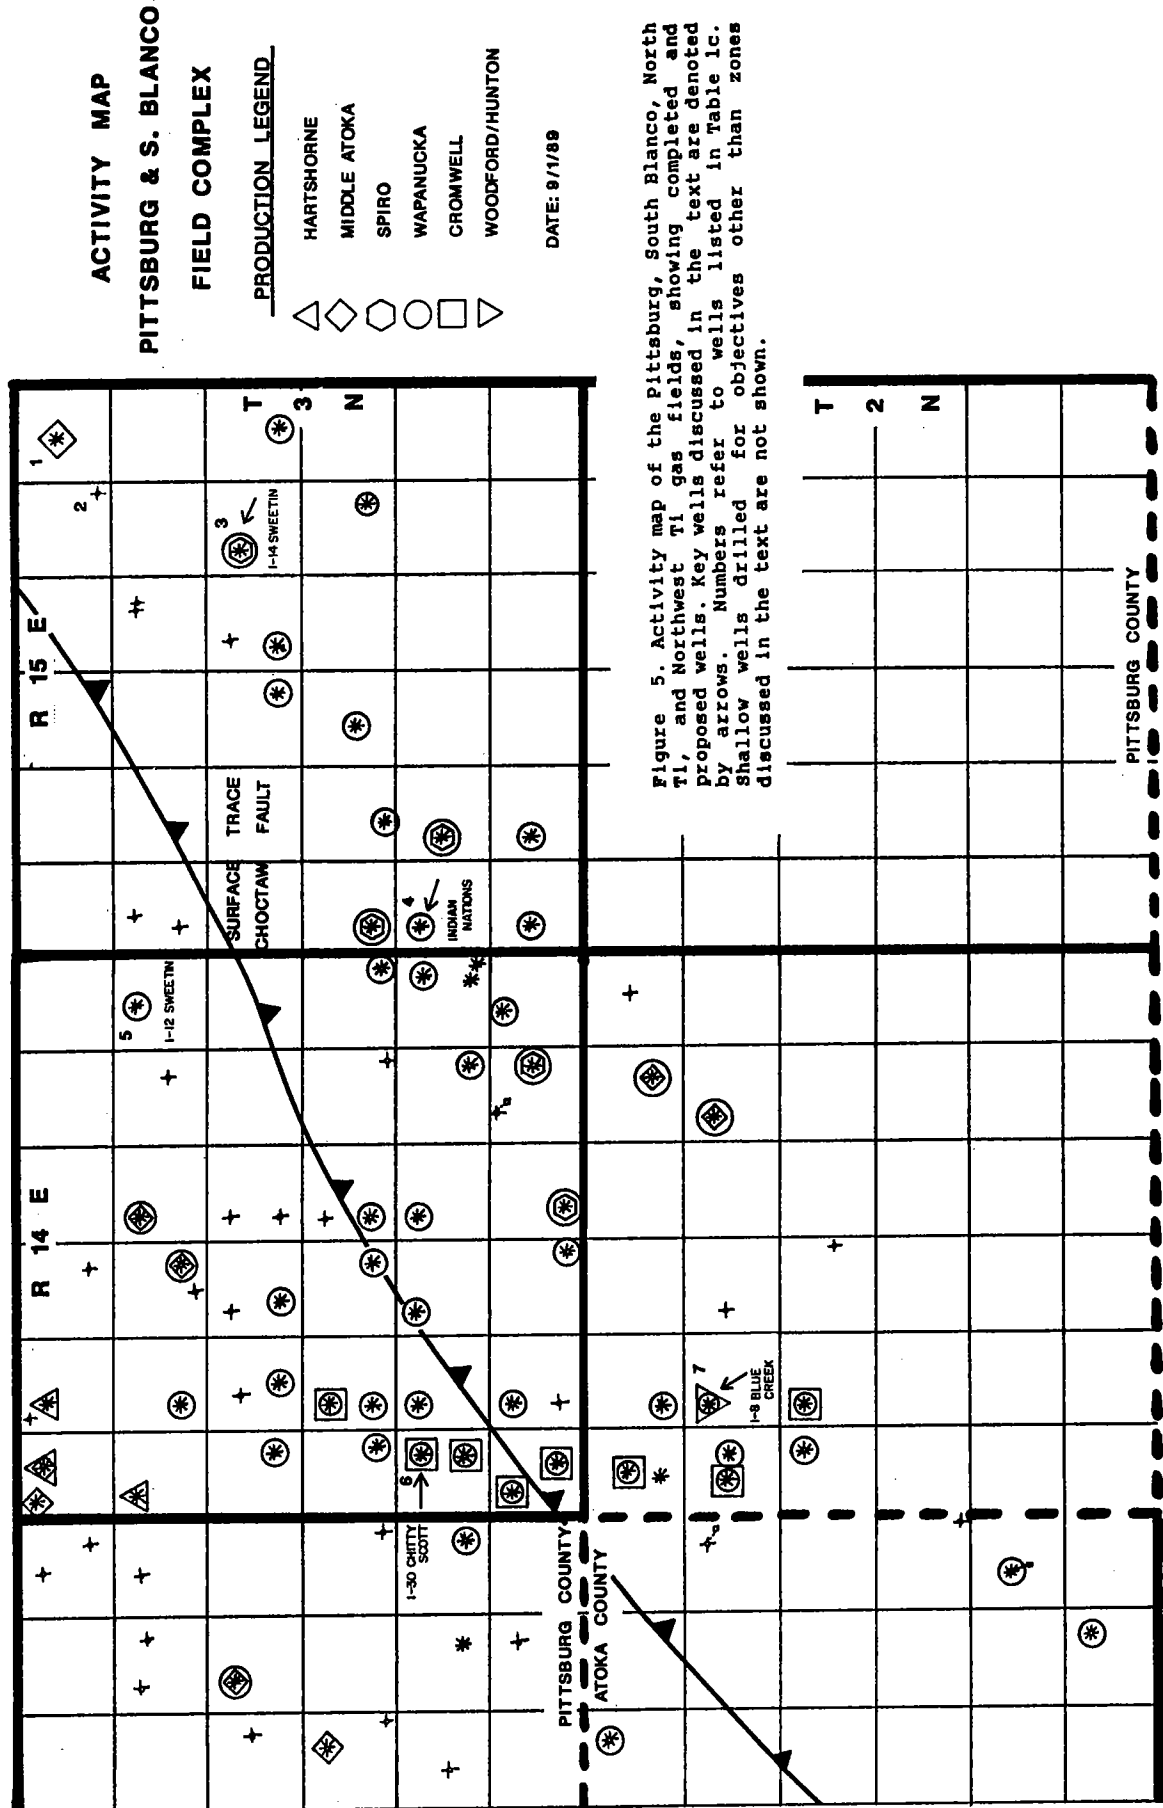 ACTIVITY MAP
PITTSBURG & S. BLANCO
FIELD COMPLEX
PRODUCTION LEGEND
HARTSHORNE
MIDDLE ATOKA
SPIRO
WAPANUCKA
CROMWELL
WOODFORD/HUNTON
DATE: 9/1/89
R 14 E
R 15 E
T
3
N
T
2
N
1
2
3
1-14 SWEETIN
SURFACE TRACE
CHOCTAW FAULT
4
INDIAN
NATIONS
5
1-12 SWEETIN
6
1-30 CHITTY
SCOTT
7
1-8 BLUE
CREEK
PITTSBURG COUNTY
ATOKA COUNTY
PITTSBURG COUNTY
Figure 5. Activity map of the Pittsburg, South Blanco, North
Ti, and Northwest Ti gas fields, showing completed and
proposed wells. Key wells discussed in the text are denoted
by arrows. Numbers refer to wells listed in Table 1c.
Shallow wells drilled for objectives other than zones
discussed in the text are not shown.